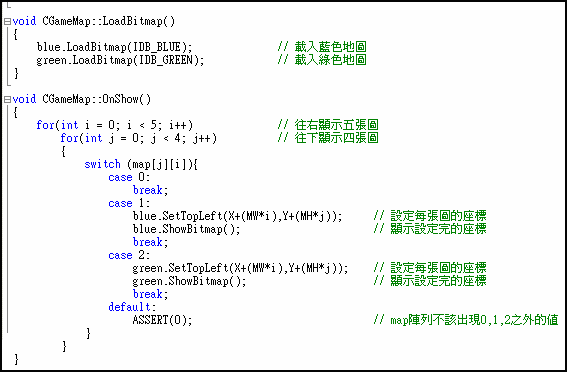 void CGameMap::LoadBitmap()
{
    blue.LoadBitmap(IDB_BLUE);              // 載入藍色地圖
    green.LoadBitmap(IDB_GREEN);            // 載入綠色地圖
}
void CGameMap::OnShow()
{
    for(int i = 0; i < 5; i++)              // 往右顯示五張圖
        for(int j = 0; j < 4; j++)          // 往下顯示四張圖
        {
            switch (map[j][i]){
                case 0:
                    break;
                case 1:
                    blue.SetTopLeft(X+(MW*i),Y+(MH*j));     // 設定每張圖的座標
                    blue.ShowBitmap();                      // 顯示設定完的座標
                    break;
                case 2:
                    green.SetTopLeft(X+(MW*i),Y+(MH*j));    // 設定每張圖的座標
                    green.ShowBitmap();                     // 顯示設定完的座標
                    break;
                default:
                    ASSERT(0);                              // map陣列不該出現0,1,2之外的值
            }
        }
}